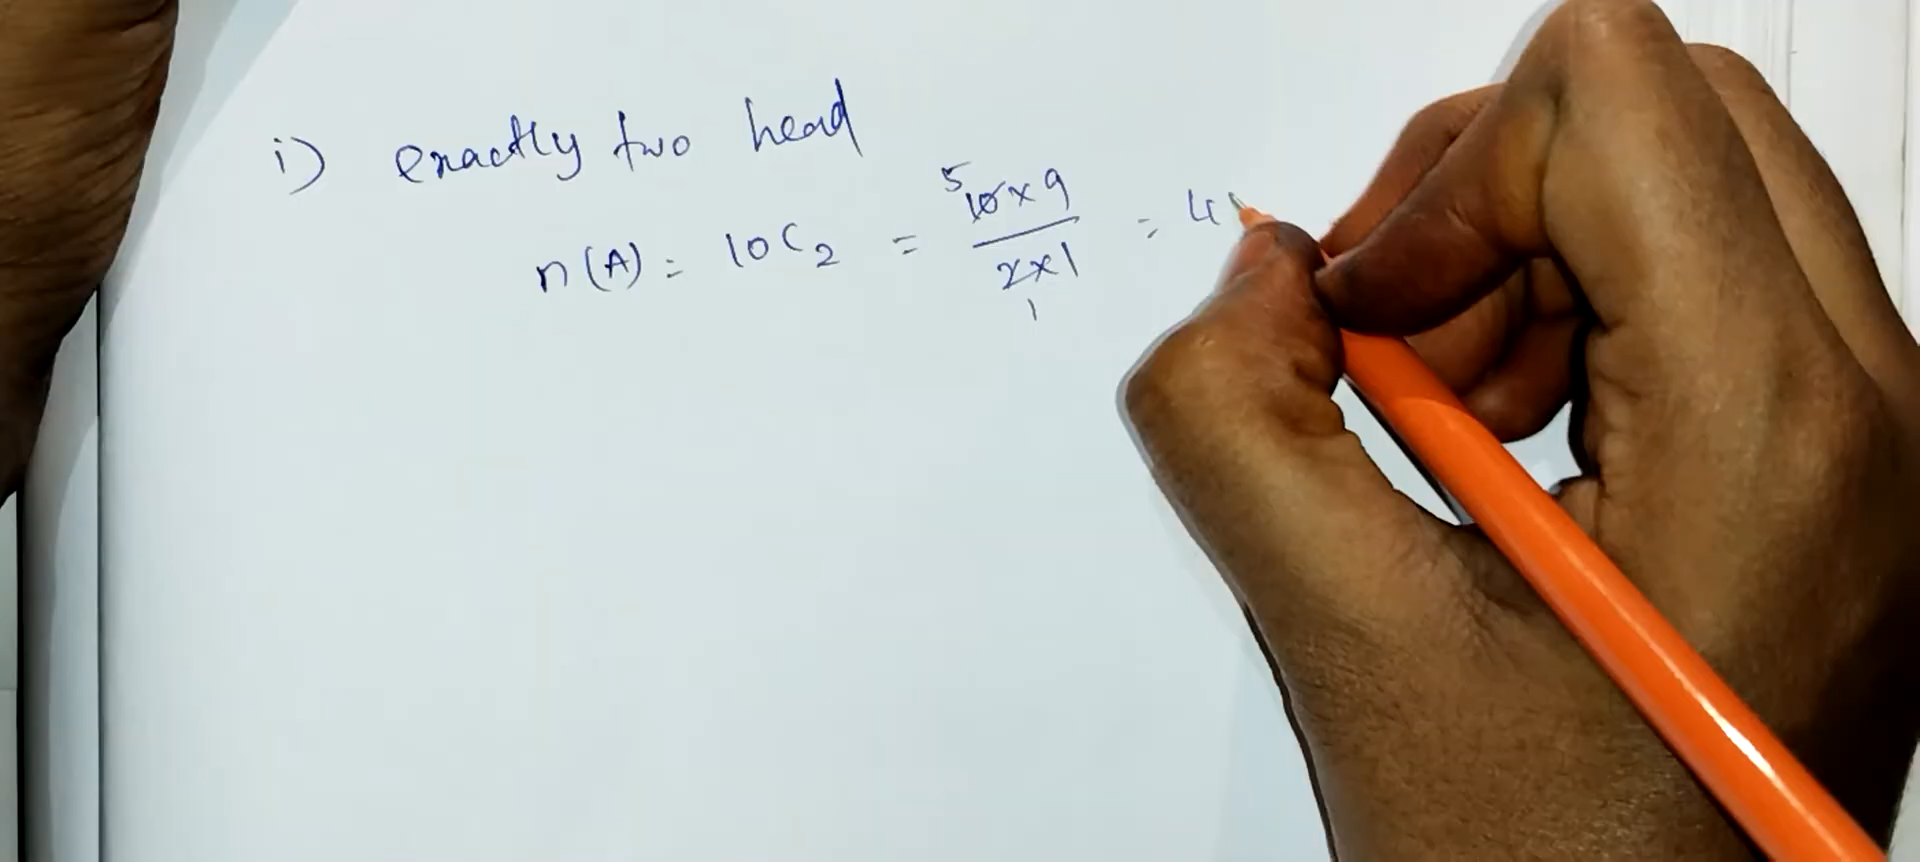 i) exactly two head
n(A) = 10C₂ = 5 10 x 9 / 2 x 1 = 4
1